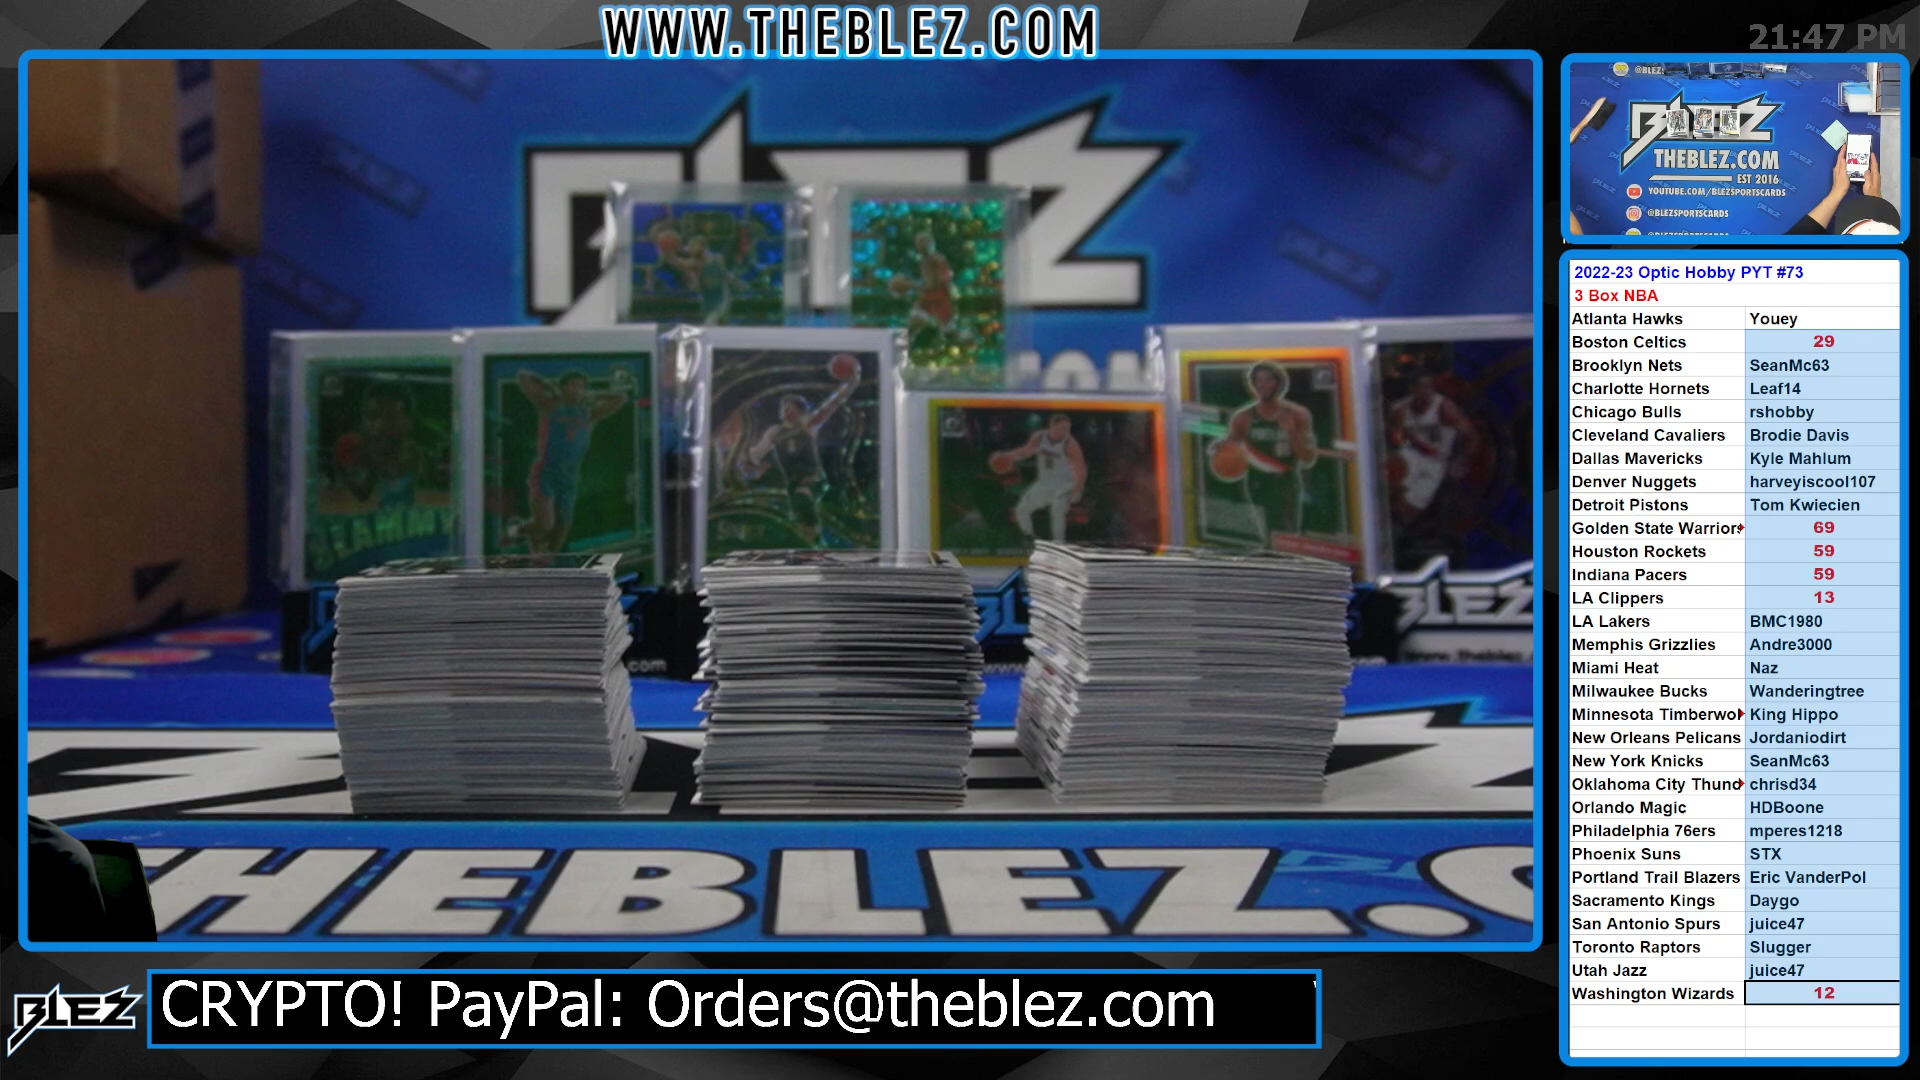 WWW.THEBLEZ.COM
21:47 PM
BLEZ
THEBLEZ.COM
EST 2016
YOUTUBE.COM/BLEZSPORTSCARDS
@BLEZSPORTSCARDS
2022-23 Optic Hobby PYT #73
3 Box NBA
Atlanta Hawks Youey
Boston Celtics 29
Brooklyn Nets SeanMc63
Charlotte Hornets Leaf14
Chicago Bulls rshobby
Cleveland Cavaliers Brodie Davis
Dallas Mavericks Kyle Mahlum
Denver Nuggets harveyiscool107
Detroit Pistons Tom Kwiecien
Golden State Warriors 69
Houston Rockets 59
Indiana Pacers 59
LA Clippers 13
LA Lakers BMC1980
Memphis Grizzlies Andre3000
Miami Heat Naz
Milwaukee Bucks Wanderingtree
Minnesota Timberwol King Hippo
New Orleans Pelicans Jordaniodirt
New York Knicks SeanMc63
Oklahoma City Thund chrisd34
Orlando Magic HDBoone
Philadelphia 76ers mperes1218
Phoenix Suns STX
Portland Trail Blazers Eric VanderPol
Sacramento Kings Daygo
San Antonio Spurs juice47
Toronto Raptors Slugger
Utah Jazz juice47
Washington Wizards 12
BLEZ
BLEZ
THEBLEZ.C
BLEZ
CRYPTO! PayPal: Orders@theblez.com